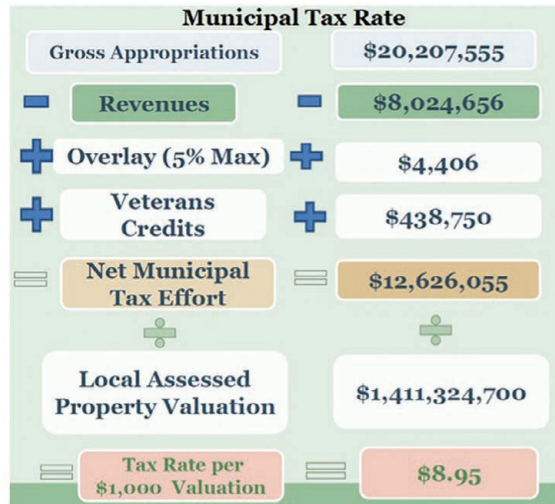 Municipal Tax Rate
Gross Appropriations $20,207,555
- Revenues - $8,024,656
+ Overlay (5% Max) + $4,406
+ Veterans
Credits + $438,750
= Net Municipal
Tax Effort = $12,626,055
÷ ÷
Local Assessed
Property Valuation $1,411,324,700
= Tax Rate per
$1,000 Valuation = $8.95